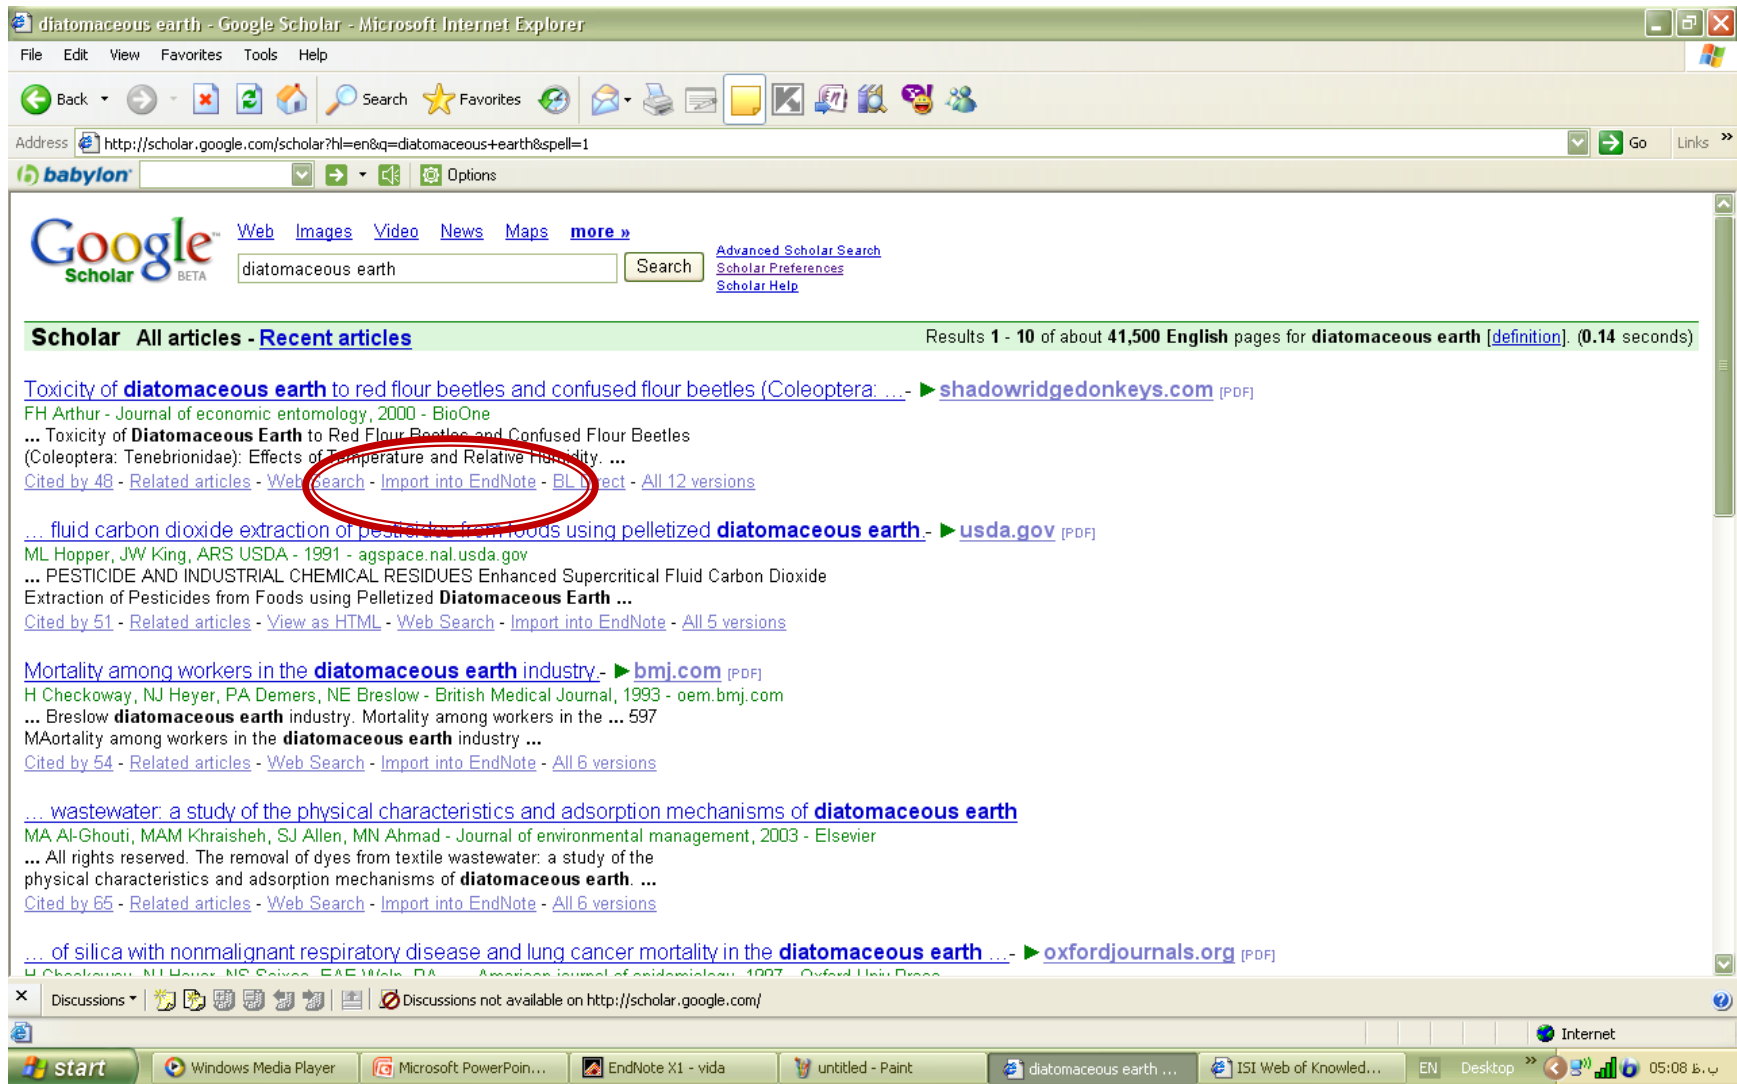 diatomaceous earth - Google Scholar - Microsoft Internet Explorer
File Edit View Favorites Tools Help
Back Search Favorites
Address http://scholar.google.com/scholar?hl=en&q=diatomaceous+earth&spell=1 Go Links »
babylon Options
Google Scholar BETA
Web Images Video News Maps more »
diatomaceous earth Search
Advanced Scholar Search
Scholar Preferences
Scholar Help
Scholar All articles - Recent articles Results 1 - 10 of about 41,500 English pages for diatomaceous earth [definition]. (0.14 seconds)
Toxicity of diatomaceous earth to red flour beetles and confused flour beetles (Coleoptera: ...- ►shadowridgedonkeys.com [PDF]
FH Arthur - Journal of economic entomology, 2000 - BioOne
... Toxicity of Diatomaceous Earth to Red Flour Beetles and Confused Flour Beetles
(Coleoptera: Tenebrionidae): Effects of Temperature and Relative Humidity. ...
Cited by 48 - Related articles - Web Search - Import into EndNote - BL Direct - All 12 versions
... fluid carbon dioxide extraction of pesticides from foods using pelletized diatomaceous earth.- ►usda.gov [PDF]
ML Hopper, JW King, ARS USDA - 1991 - agspace.nal.usda.gov
... PESTICIDE AND INDUSTRIAL CHEMICAL RESIDUES Enhanced Supercritical Fluid Carbon Dioxide
Extraction of Pesticides from Foods using Pelletized Diatomaceous Earth ...
Cited by 51 - Related articles - View as HTML - Web Search - Import into EndNote - All 5 versions
Mortality among workers in the diatomaceous earth industry.- ►bmj.com [PDF]
H Checkoway, NJ Heyer, PA Demers, NE Breslow - British Medical Journal, 1993 - oem.bmj.com
... Breslow diatomaceous earth industry. Mortality among workers in the ... 597
MAortality among workers in the diatomaceous earth industry ...
Cited by 54 - Related articles - Web Search - Import into EndNote - All 6 versions
... wastewater: a study of the physical characteristics and adsorption mechanisms of diatomaceous earth
MA Al-Ghouti, MAM Khraisheh, SJ Allen, MN Ahmad - Journal of environmental management, 2003 - Elsevier
... All rights reserved. The removal of dyes from textile wastewater: a study of the
physical characteristics and adsorption mechanisms of diatomaceous earth. ...
Cited by 65 - Related articles - Web Search - Import into EndNote - All 6 versions
... of silica with nonmalignant respiratory disease and lung cancer mortality in the diatomaceous earth ...- ►oxfordjournals.org [PDF]
Discussions Discussions not available on http://scholar.google.com/
Internet
start Windows Media Player Microsoft PowerPoin... EndNote X1 - vida untitled - Paint diatomaceous earth ... ISI Web of Knowled... EN Desktop » 05:08 ب.ظ